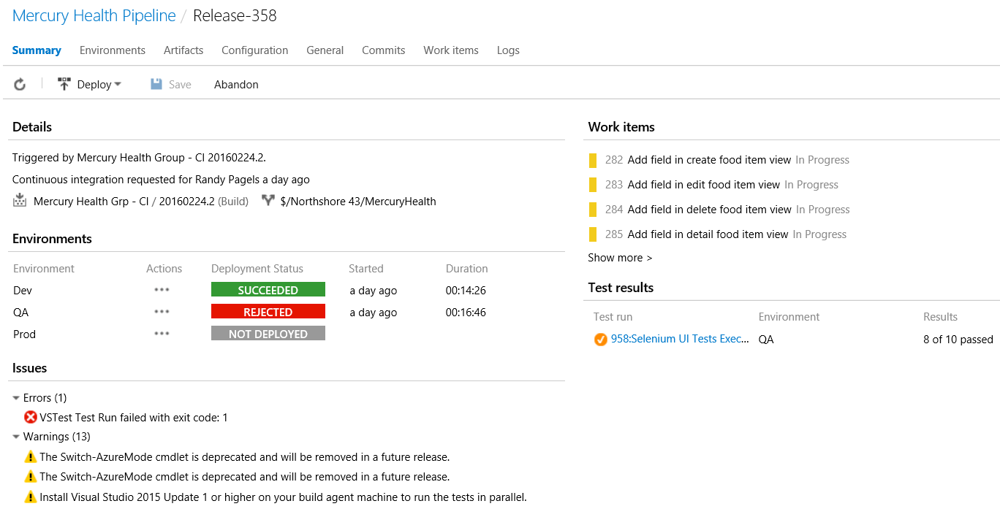 Mercury Health Pipeline / Release-358
Summary Environments Artifacts Configuration General Commits Work items Logs
Deploy Save Abandon
Details
Triggered by Mercury Health Group - CI 20160224.2.
Continuous integration requested for Randy Pagels a day ago
Mercury Health Grp - CI / 20160224.2 (Build) $/Northshore 43/MercuryHealth
Environments
Environment Actions Deployment Status Started Duration
Dev ••• SUCCEEDED a day ago 00:14:26
QA ••• REJECTED a day ago 00:16:46
Prod ••• NOT DEPLOYED
Issues
Errors (1)
VSTest Test Run failed with exit code: 1
Warnings (13)
The Switch-AzureMode cmdlet is deprecated and will be removed in a future release.
The Switch-AzureMode cmdlet is deprecated and will be removed in a future release.
Install Visual Studio 2015 Update 1 or higher on your build agent machine to run the tests in parallel.
Work items
282 Add field in create food item view In Progress
283 Add field in edit food item view In Progress
284 Add field in delete food item view In Progress
285 Add field in detail food item view In Progress
Show more >
Test results
Test run Environment Results
958:Selenium UI Tests Exec... QA 8 of 10 passed